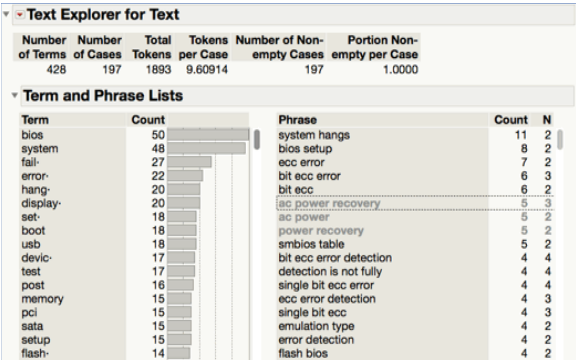 Text Explorer for Text
Number Number Total Tokens Number of Non- Portion Non-
of Terms of Cases Tokens per Case empty Cases empty per Case
428 197 1893 9.60914 197 1.0000
Term and Phrase Lists
Term Count
bios 50
system 48
fail· 27
error· 22
hang· 20
display· 20
set· 18
boot 18
usb 18
devic· 17
test 17
post 16
memory 15
pci 15
sata 15
setup 15
flash· 14
Phrase Count N
system hangs 11 2
bios setup 8 2
ecc error 7 2
bit ecc error 6 3
bit ecc 6 2
ac power recovery 5 3
ac power 5 2
power recovery 5 2
smbios table 5 2
bit ecc error detection 4 4
detection is not fully 4 4
single bit ecc error 4 4
ecc error detection 4 3
single bit ecc 4 3
emulation type 4 2
error detection 4 2
flash bios 4 2